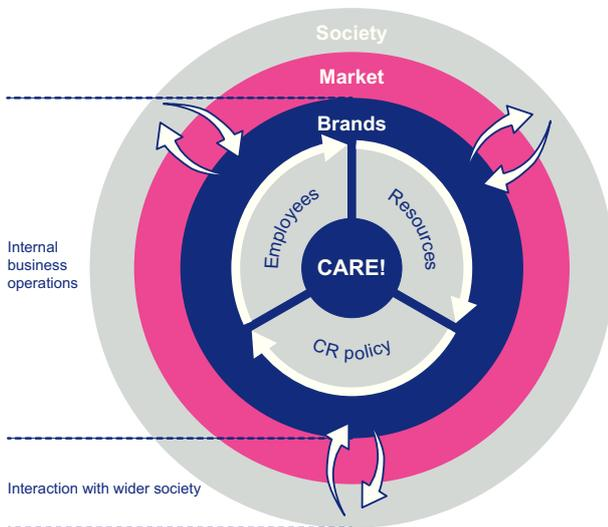 Society
Market
Brands
Employees
Resources
CARE!
CR policy
Internal
business
operations
Interaction with wider society